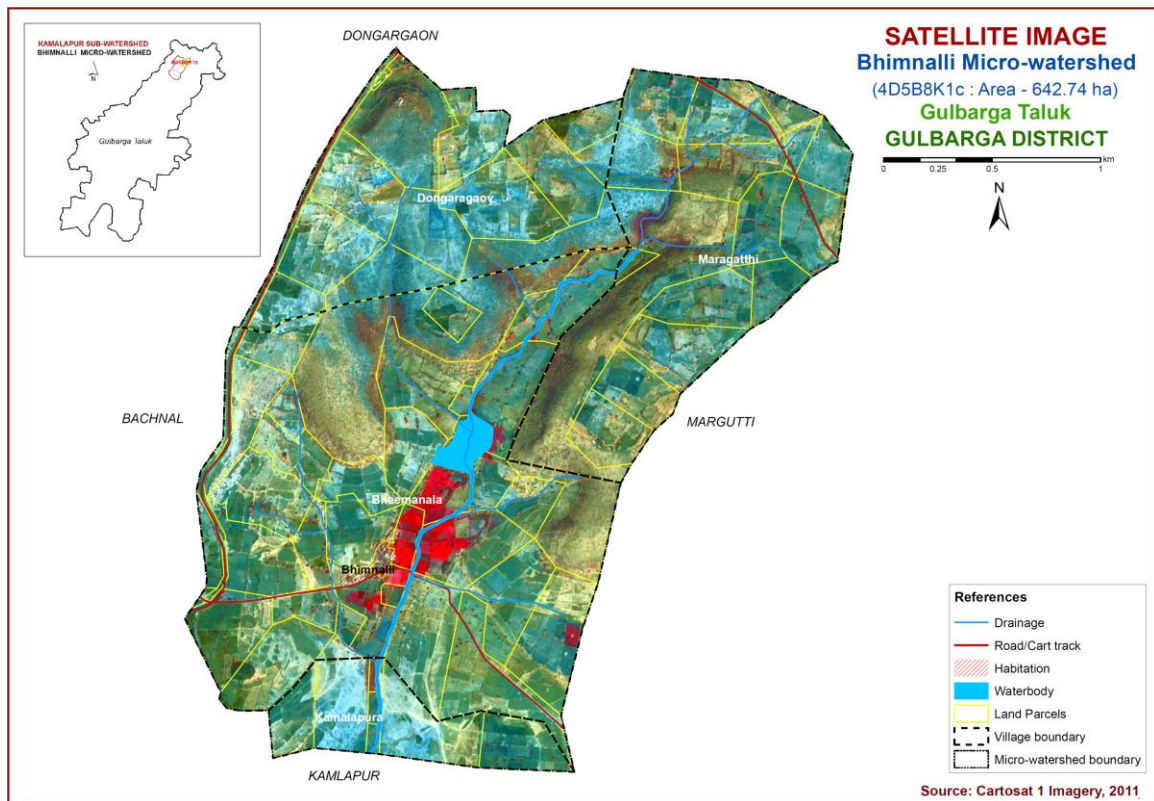 KAMALAPUR SUB-WATERSHED
BHIMNALLI MICRO-WATERSHED
N
Gulbarga Taluk
DONGARGAON
SATELLITE IMAGE
Bhimnalli Micro-watershed
(4D5B8K1c : Area - 642.74 ha)
Gulbarga Taluk
GULBARGA DISTRICT
km
0 0.25 0.5 1
N
Dongaragaov
Maragatthi
BACHNAL
MARGUTTI
Bheemanala
Bhimnalli
Kamalapura
KAMLAPUR
References
Drainage
Road/Cart track
Habitation
Waterbody
Land Parcels
Village boundary
Micro-watershed boundary
Source: Cartosat 1 Imagery, 2011